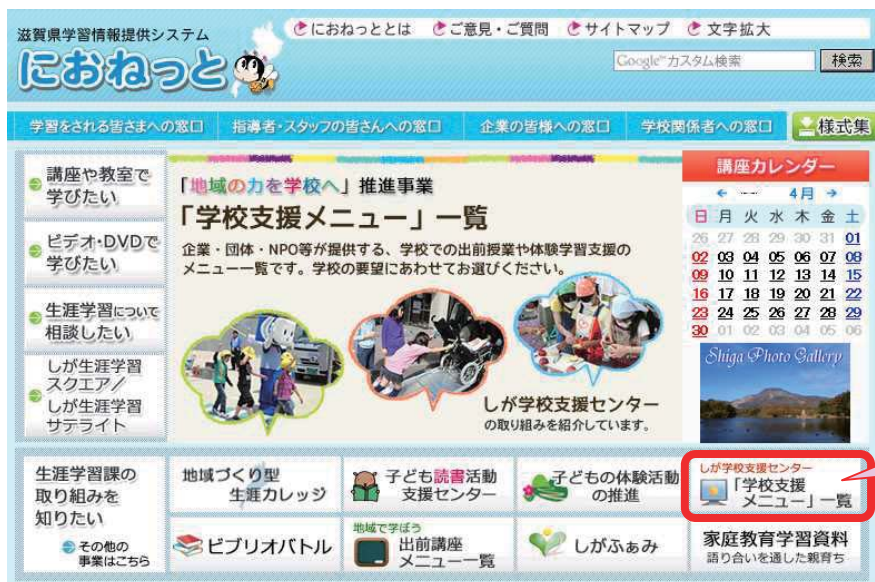 滋賀県学習情報提供システム
におねっと
におねっととは
ご意見・ご質問
サイトマップ
文字拡大
Google™カスタム検索
検索
学習をされる皆さまへの窓口
指導者・スタッフの皆さんへの窓口
企業の皆様への窓口
学校関係者への窓口
様式集
講座や教室で
学びたい
ビデオ・DVDで
学びたい
生涯学習について
相談したい
しが生涯学習
スクエア／
しが生涯学習
サテライト
「地域の力を学校へ」推進事業
「学校支援メニュー」一覧
企業・団体・NPO等が提供する、学校での出前授業や体験学習支援の
メニュー一覧です。学校の要望にあわせてお選びください。
しが学校支援センター
の取り組みを紹介しています。
講座カレンダー
4月
日 月 火 水 木 金 土
26 27 28 29 30 31 01
02 03 04 05 06 07 08
09 10 11 12 13 14 15
16 17 18 19 20 21 22
23 24 25 26 27 28 29
30 01 02 03 04 05 06
Shiga Photo Gallery
生涯学習課の
取り組みを
知りたい
その他の
事業はこちら
地域づくり型
生涯カレッジ
子ども読書活動
支援センター
子どもの体験活動
の推進
しが学校支援センター
「学校支援
メニュー」一覧
ビブリオバトル
地域で学ぼう
出前講座
メニュー一覧
しがふぁみ
家庭教育学習資料
語り合いを通した親育ち